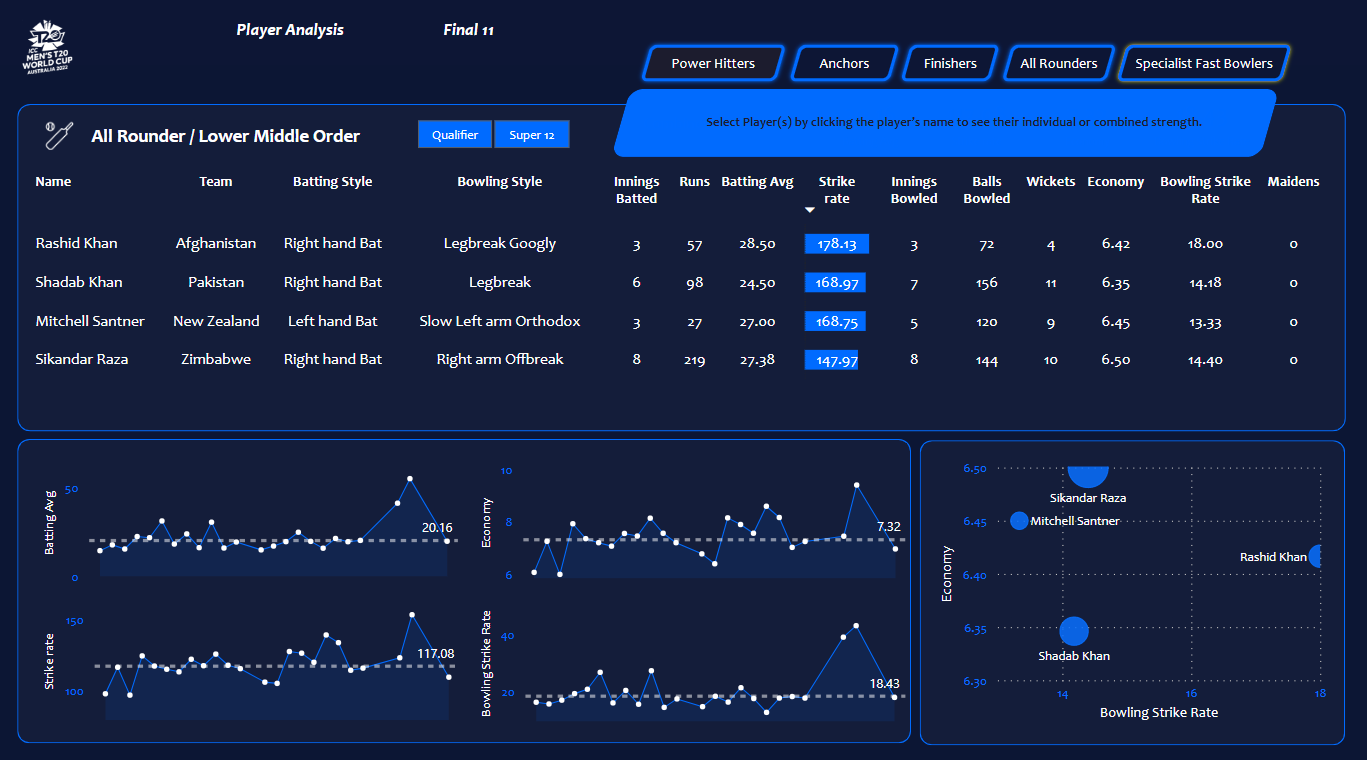 Player Analysis
Final 11
ICC
MEN'S T20
WORLD CUP
AUSTRALIA 2022
Power Hitters
Anchors
Finishers
All Rounders
Specialist Fast Bowlers
Select Player(s) by clicking the player's name to see their individual or combined strength.
All Rounder / Lower Middle Order
Qualifier
Super 12
Name Team Batting Style Bowling Style Innings Batted Runs Batting Avg Strike rate Innings Bowled Balls Bowled Wickets Economy Bowling Strike Rate Maidens
Rashid Khan Afghanistan Right hand Bat Legbreak Googly 3 57 28.50 178.13 3 72 4 6.42 18.00 0
Shadab Khan Pakistan Right hand Bat Legbreak 6 98 24.50 168.97 7 156 11 6.35 14.18 0
Mitchell Santner New Zealand Left hand Bat Slow Left arm Orthodox 3 27 27.00 168.75 5 120 9 6.45 13.33 0
Sikandar Raza Zimbabwe Right hand Bat Right arm Offbreak 8 219 27.38 147.97 8 144 10 6.50 14.40 0
Batting Avg
50
0
20.16
Economy
10
8
6
7.32
Strike rate
150
100
117.08
Bowling Strike Rate
40
20
18.43
Economy
6.50
6.45
6.40
6.35
6.30
Sikandar Raza
Mitchell Santner
Rashid Khan
Shadab Khan
14 16 18
Bowling Strike Rate